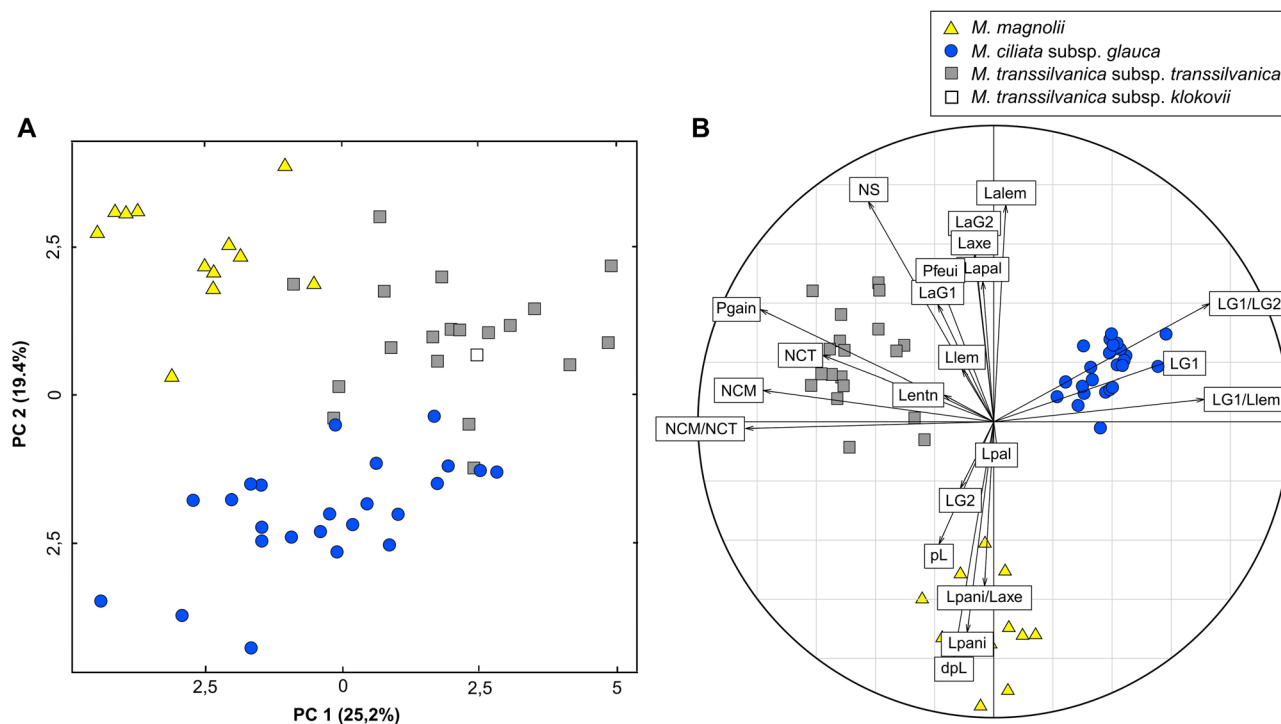 M. magnolii
M. ciliata subsp. glauca
M. transsilvanica subsp. transsilvanica
M. transsilvanica subsp. klokovii
A
PC 2 (19.4%)
2,5
0
2,5
2,5
0
2,5
5
PC 1 (25,2%)
B
NS
Lalem
LaG2
Laxe
Pfeui
Lapal
LaG1
Pgain
LG1/LG2
NCT
Llem
LG1
NCM
Lentn
LG1/Llem
NCM/NCT
Lpal
LG2
pL
Lpani/Laxe
Lpani
dpL